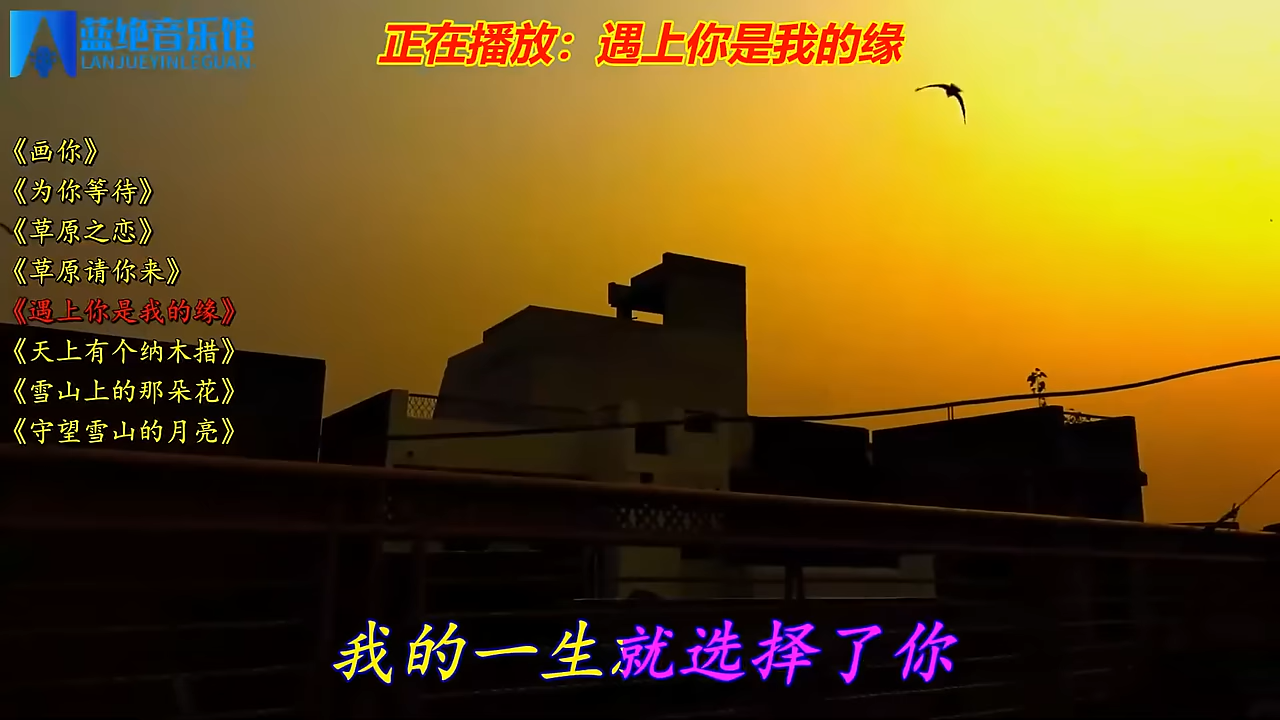 蓝绝音乐馆
LANJUEYINLEGUAN
正在播放：遇上你是我的缘
《画你》
《为你等待》
《草原之恋》
《草原请你来》
《遇上你是我的缘》
《天上有个纳木措》
《雪山上的那朵花》
《守望雪山的月亮》
我的一生就选择了你